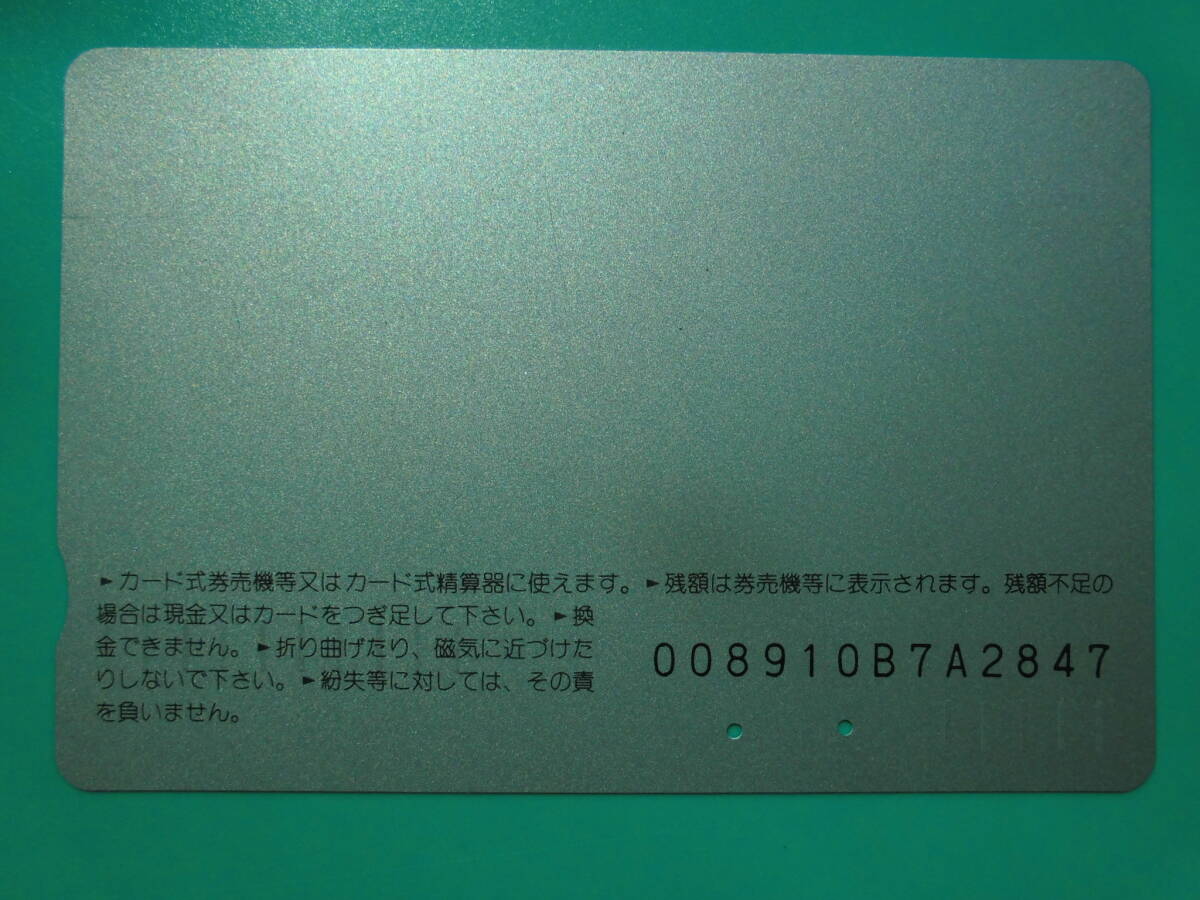 ►カード式券売機等又はカード式精算器に使えます。►残額は券売機等に表示されます。残額不足の
場合は現金又はカードをつぎ足して下さい。►換
金できません。►折り曲げたり、磁気に近づけた
りしないで下さい。►紛失等に対しては、その責
を負いません。
008910B7A2847